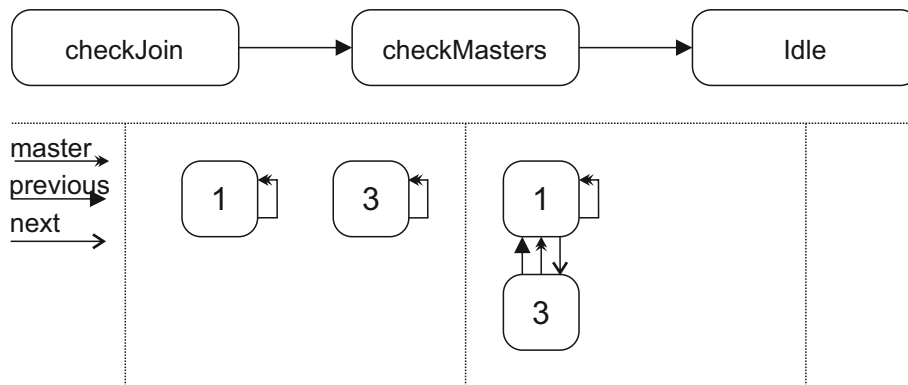 checkJoin
checkMasters
Idle
master
previous
next
1
3
1
3